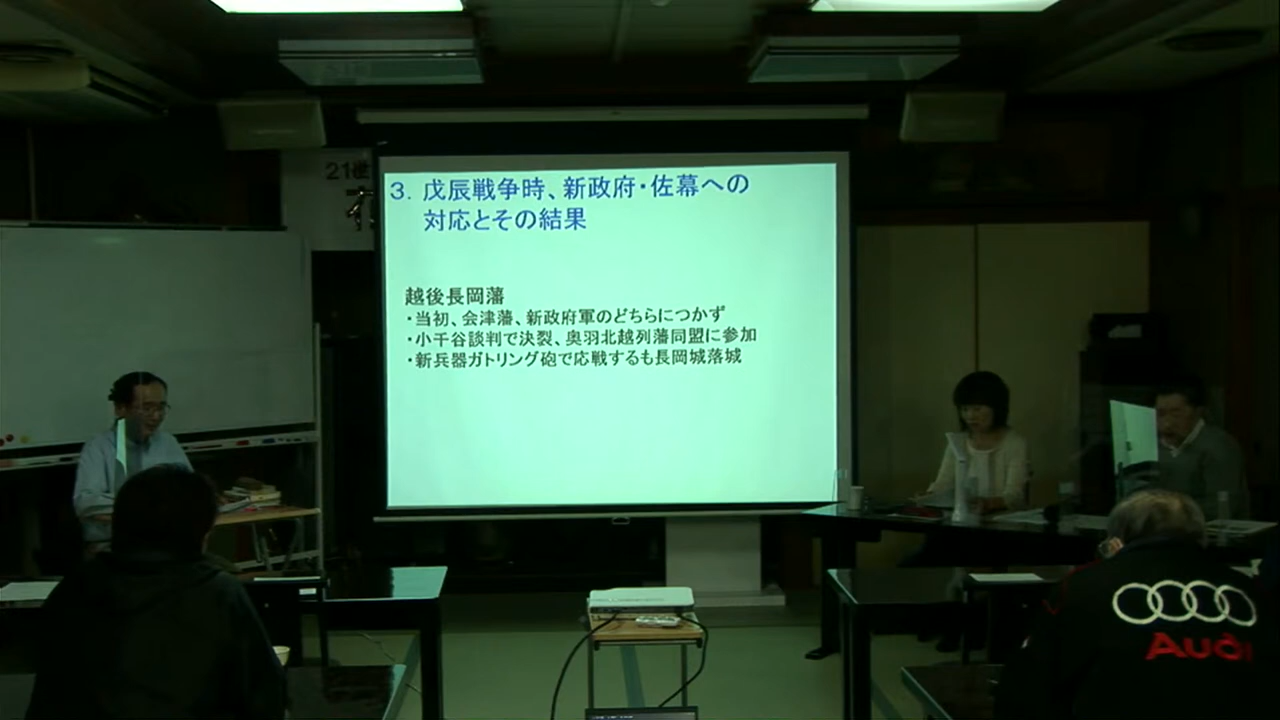 21世
3. 戊辰戦争時、新政府・佐幕への
対応とその結果
越後長岡藩
・当初、会津藩、新政府軍のどちらにつかず
・小千谷談判で決裂、奥羽北越列藩同盟に参加
・新兵器ガトリング砲で応戦するも長岡城落城
Audi